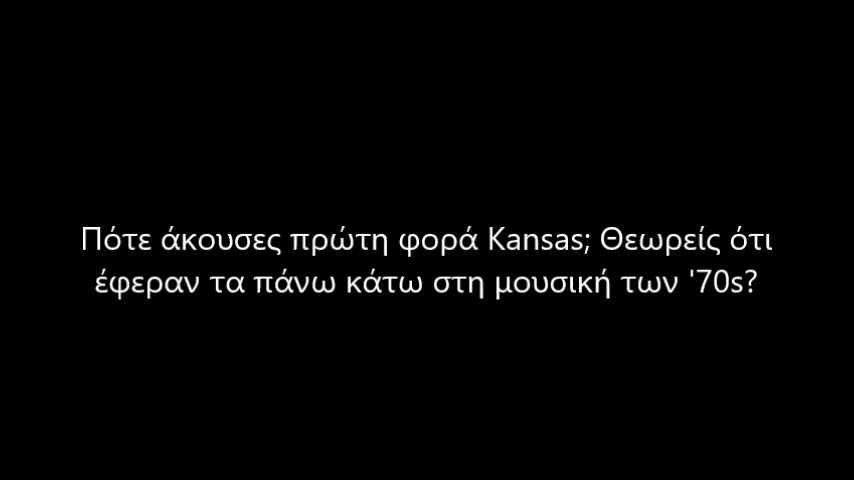 Πότε άκουσες πρώτη φορά Kansas; Θεωρείς ότι
έφεραν τα πάνω κάτω στη μουσική των '70s?